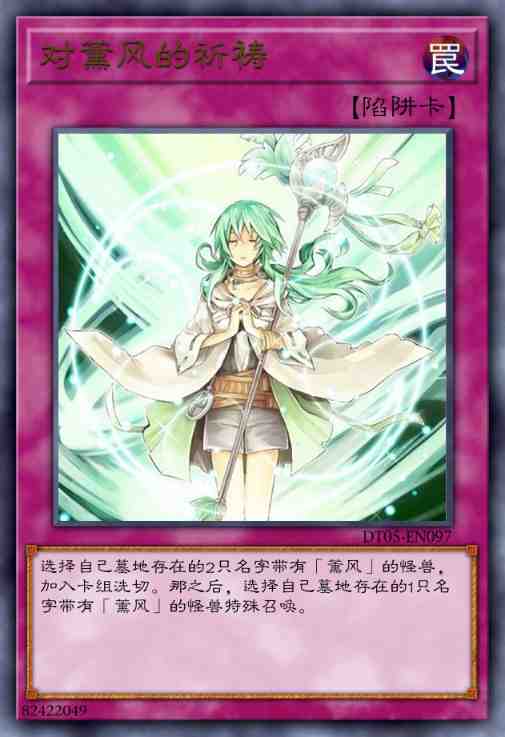 对薰风的祈祷
罠
【陷阱卡】
DT05-EN097
选择自己墓地存在的2只名字带有「薰风」的怪兽，
加入卡组洗切。那之后，选择自己墓地存在的1只名
字带有「薰风」的怪兽特殊召唤。
82422049